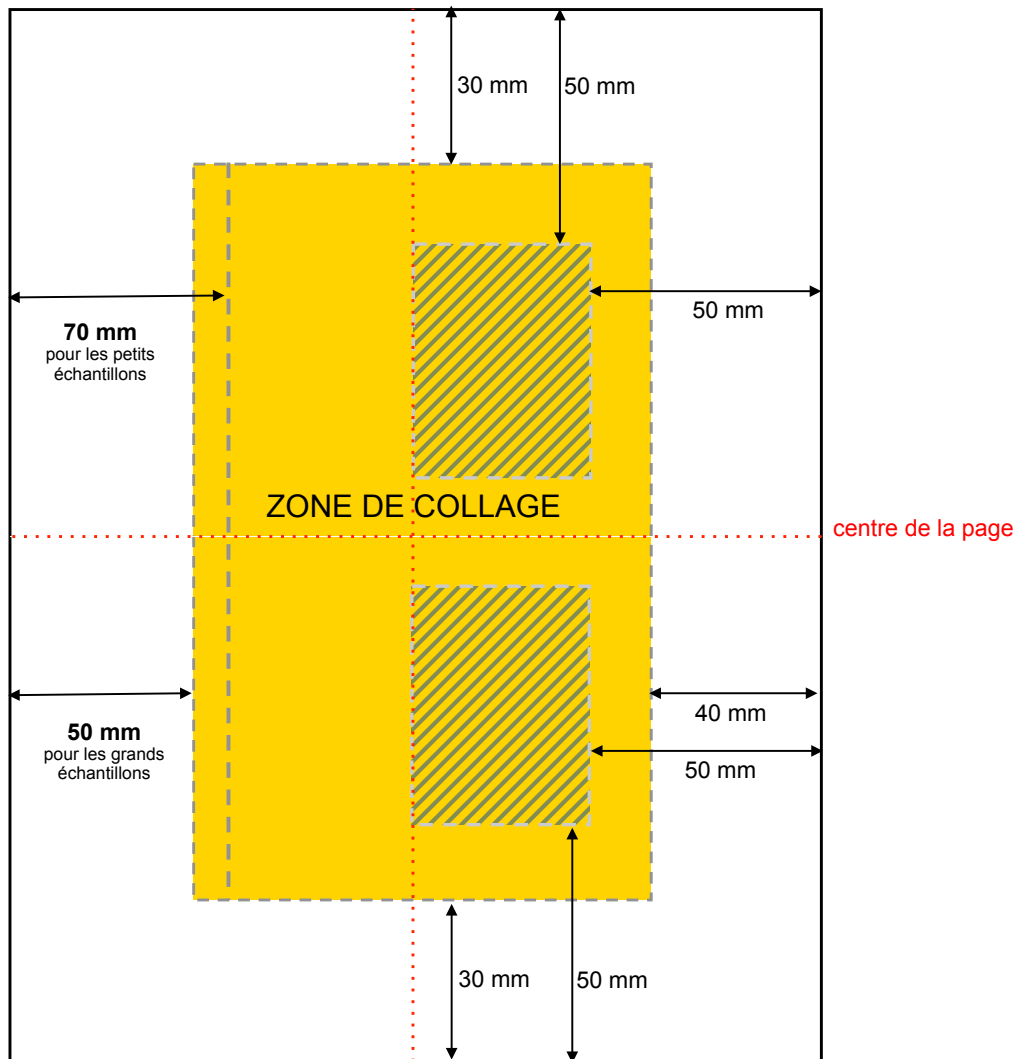 30 mm
50 mm
50 mm
70 mm
pour les petits
échantillons
ZONE DE COLLAGE
centre de la page
50 mm
pour les grands
échantillons
40 mm
50 mm
30 mm
50 mm